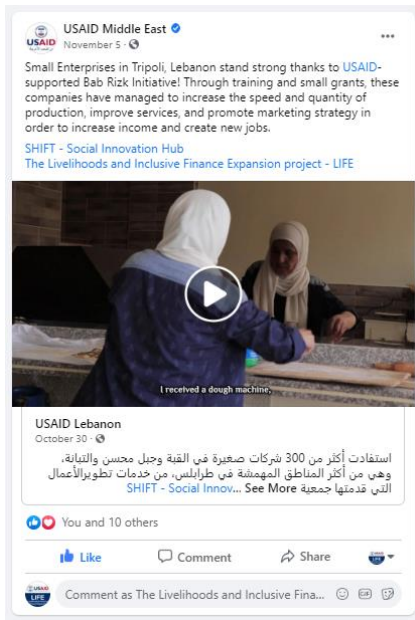 USAID Middle East
November 5 ·
USAID
Small Enterprises in Tripoli, Lebanon stand strong thanks to USAID-
supported Bab Rizk Initiative! Through training and small grants, these
companies have managed to increase the speed and quantity of
production, improve services, and promote marketing strategy in
order to increase income and create new jobs.
SHIFT - Social Innovation Hub
The Livelihoods and Inclusive Finance Expansion project - LIFE
I received a dough machine,
USAID Lebanon
October 30 ·
استفادت أكثر من 300 شركات صغيرة في القبة وجبل محسن والتبانة،
وهي من أكثر المناطق المهمشة في طرابلس، من خدمات تطويرالأعمال
التي قدمتها جمعية SHIFT - Social Innov... See More
You and 10 others
Like Comment Share
USAID
LIFE
Comment as The Livelihoods and Inclusive Fina...
GIF